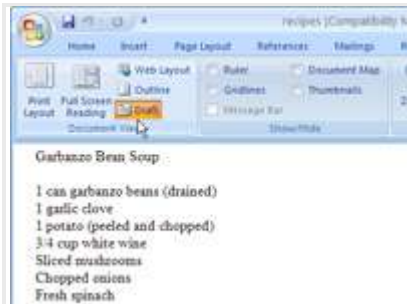 recipes [Compatibility
Home Insert Page Layout References Mailings
Print Layout
Full Screen Reading
Web Layout
Outline
Draft
Document
Ruler
Gridlines
Message Bar
Document Map
Thumbnails
Show/Hide
Garbanzo Bean Soup
1 can garbanzo beans (drained)
1 garlic clove
1 potato (peeled and chopped)
3/4 cup white wine
Sliced mushrooms
Chopped onions
Fresh spinach